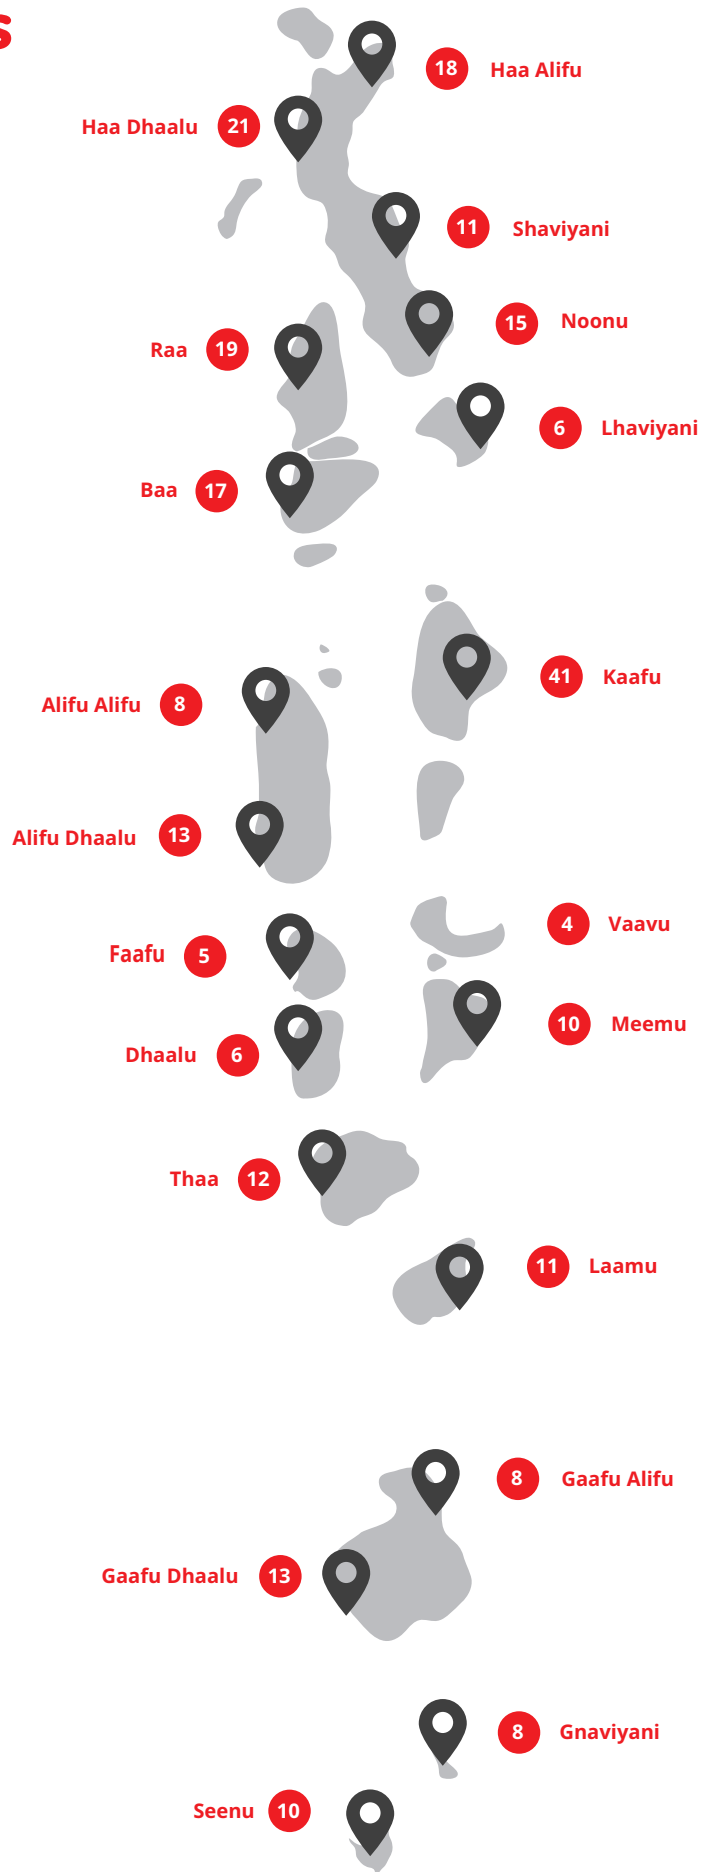 s
18 Haa Alifu
Haa Dhaalu 21
11 Shaviyani
15 Noonu
Raa 19
6 Lhaviyani
Baa 17
41 Kaafu
Alifu Alifu 8
Alifu Dhaalu 13
4 Vaavu
Faafu 5
10 Meemu
Dhaalu 6
Thaa 12
11 Laamu
8 Gaafu Alifu
Gaafu Dhaalu 13
8 Gnaviyani
Seenu 10